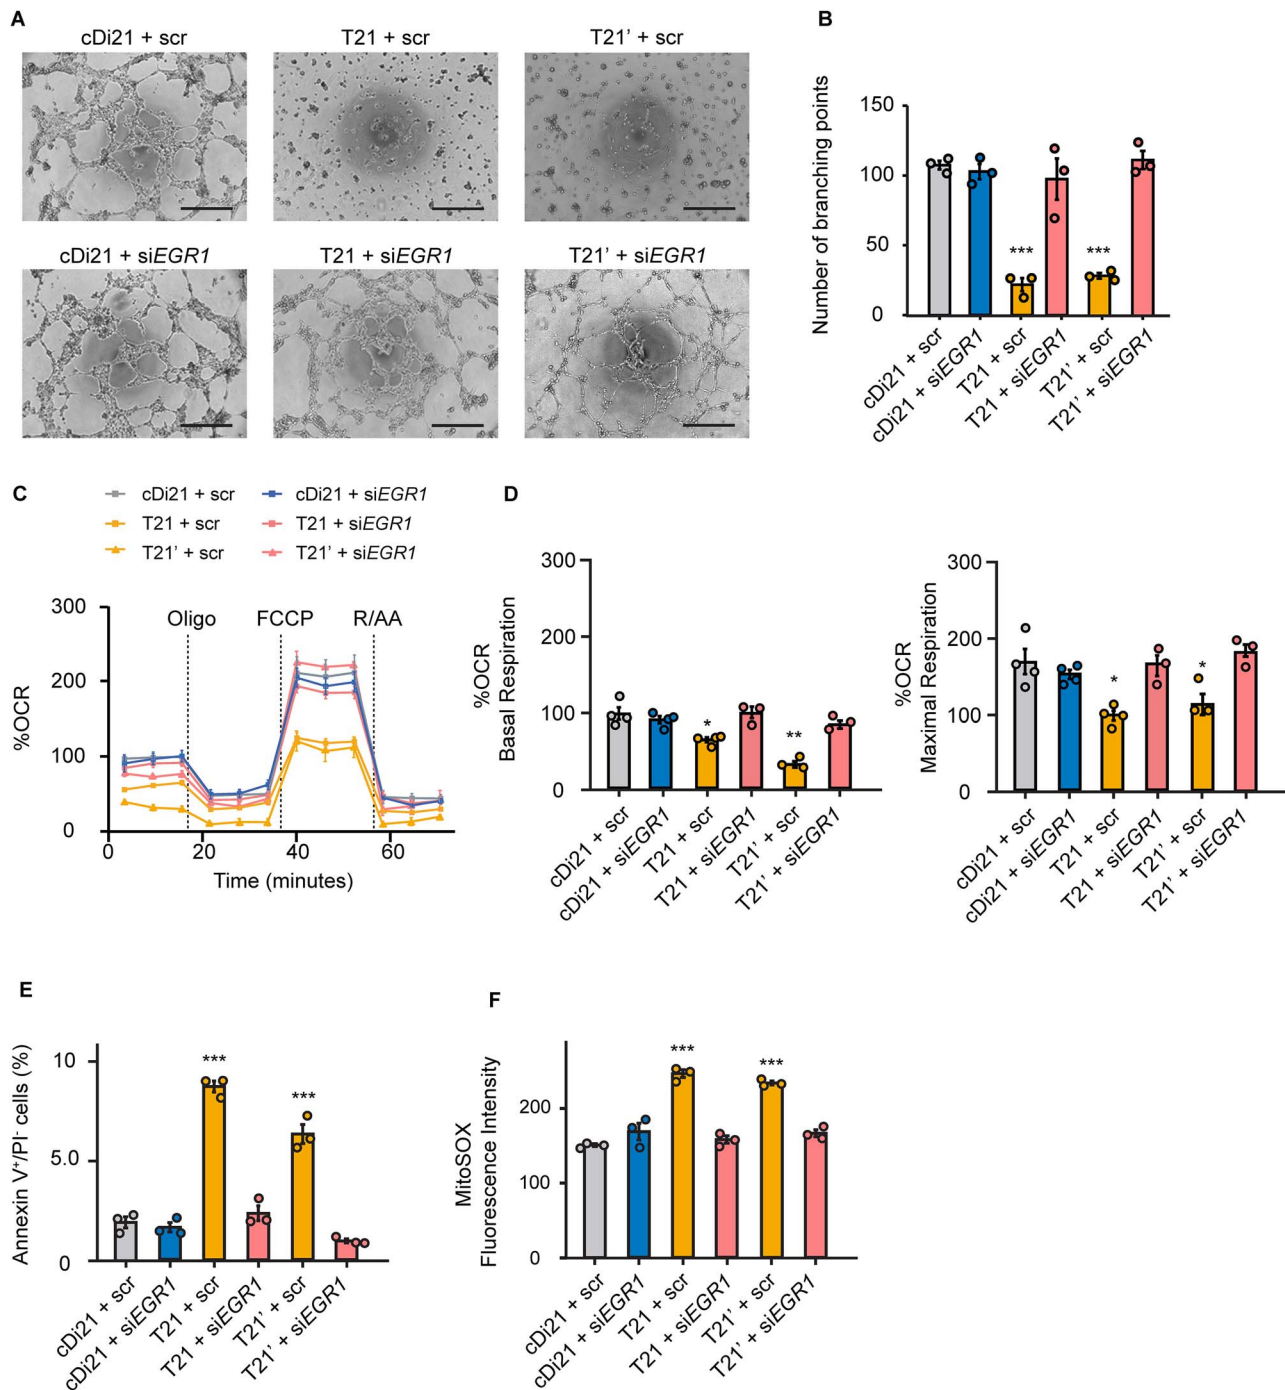 A
cDi21 + scr
T21 + scr
T21’ + scr
cDi21 + siEGR1
T21 + siEGR1
T21’ + siEGR1
B
Number of branching points
150
100
50
0
***
***
cDi21 + scr
cDi21 + siEGR1
T21 + scr
T21 + siEGR1
T21’ + scr
T21’ + siEGR1
C
cDi21 + scr
cDi21 + siEGR1
T21 + scr
T21 + siEGR1
T21’ + scr
T21’ + siEGR1
%OCR
300
200
100
0
Oligo
FCCP
R/AA
0
20
40
60
Time (minutes)
D
%OCR
Basal Respiration
300
200
100
0
*
**
cDi21 + scr
cDi21 + siEGR1
T21 + scr
T21 + siEGR1
T21’ + scr
T21’ + siEGR1
%OCR
Maximal Respiration
300
200
100
0
*
*
cDi21 + scr
cDi21 + siEGR1
T21 + scr
T21 + siEGR1
T21’ + scr
T21’ + siEGR1
E
Annexin V⁺/PI⁻ cells (%)
10
5.0
0
***
***
cDi21 + scr
cDi21 + siEGR1
T21 + scr
T21 + siEGR1
T21’ + scr
T21’ + siEGR1
F
MitoSOX
Fluorescence Intensity
200
100
0
***
***
cDi21 + scr
cDi21 + siEGR1
T21 + scr
T21 + siEGR1
T21’ + scr
T21’ + siEGR1